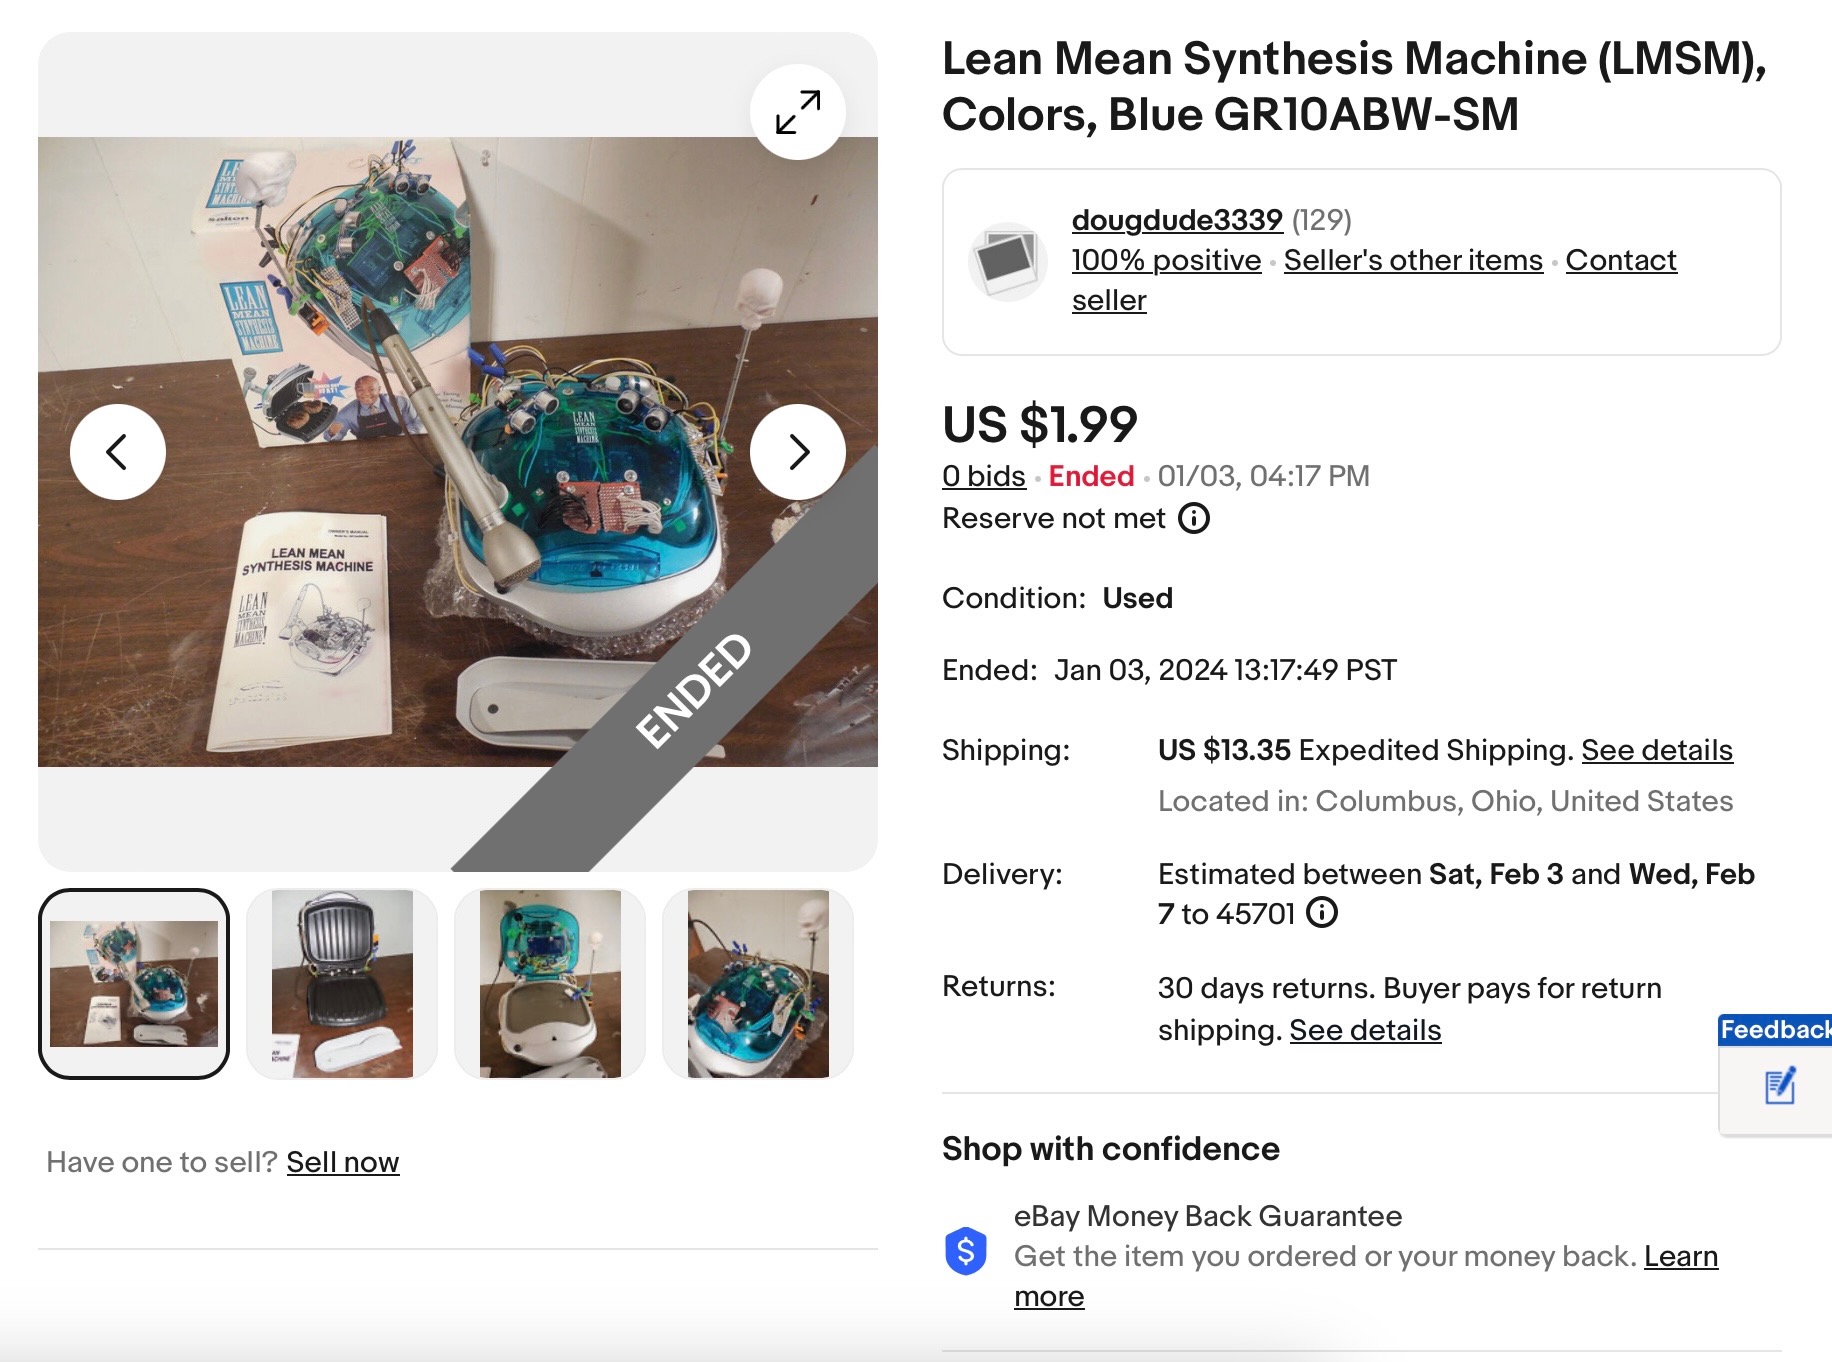 Lean Mean Synthesis Machine (LMSM),
Colors, Blue GR10ABW-SM
dougdude3339 (129)
100% positive · Seller's other items · Contact
seller
US $1.99
0 bids · Ended · 01/03, 04:17 PM
Reserve not met
Condition: Used
Ended: Jan 03, 2024 13:17:49 PST
Shipping: US $13.35 Expedited Shipping. See details
Located in: Columbus, Ohio, United States
Delivery: Estimated between Sat, Feb 3 and Wed, Feb
7 to 45701
Returns: 30 days returns. Buyer pays for return
shipping. See details
Feedback
Shop with confidence
eBay Money Back Guarantee
Get the item you ordered or your money back. Learn
more
salton
LEAN
MEAN
SYNTHESIS
MACHINE
LEAN
MEAN
SYNTHESIS
MACHINE
OWNER'S MANUAL
LEAN MEAN
SYNTHESIS MACHINE
LEAN
MEAN
SYNTHESIS
MACHINE!
ENDED
Have one to sell? Sell now